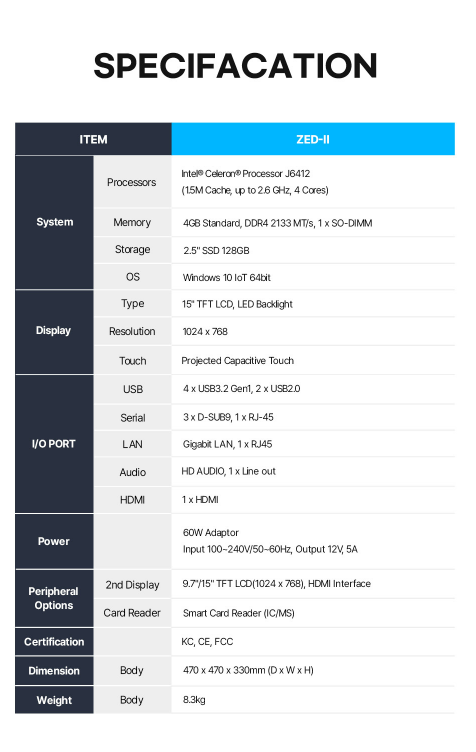 SPECIFACATION
ITEM ZED-II
System Processors Intel® Celeron® Processor J6412
(1.5M Cache, up to 2.6 GHz, 4 Cores)
Memory 4GB Standard, DDR4 2133 MT/s, 1 x SO-DIMM
Storage 2.5" SSD 128GB
OS Windows 10 IoT 64bit
Display Type 15" TFT LCD, LED Backlight
Resolution 1024 x 768
Touch Projected Capacitive Touch
I/O PORT USB 4 x USB3.2 Gen1, 2 x USB2.0
Serial 3 x D-SUB9, 1 x RJ-45
LAN Gigabit LAN, 1 x RJ45
Audio HD AUDIO, 1 x Line out
HDMI 1 x HDMI
Power 60W Adaptor
Input 100~240V/50~60Hz, Output 12V, 5A
Peripheral Options 2nd Display 9.7"/15" TFT LCD(1024 x 768), HDMI Interface
Card Reader Smart Card Reader (IC/MS)
Certification KC, CE, FCC
Dimension Body 470 x 470 x 330mm (D x W x H)
Weight Body 8.3kg